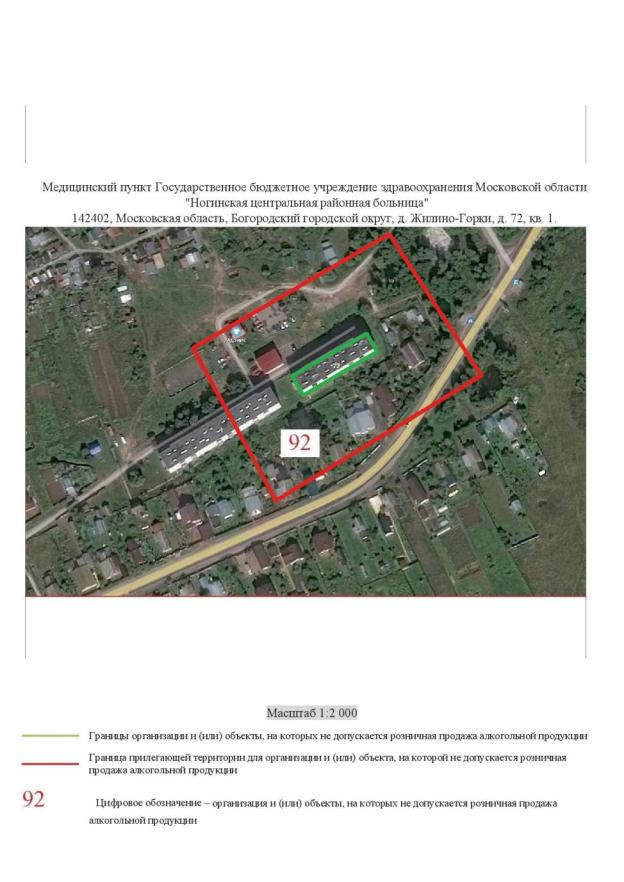 Медицинский пункт Государственное бюджетное учреждение здравоохранения Московской области
"Ногинская центральная районная больница"
142402, Московская область, Богородский городской округ, д. Жилино-Горки, д. 72, кв. 1.
92
Масштаб 1:2 000
Границы организации и (или) объекты, на которых не допускается розничная продажа алкогольной продукции
Граница прилегающей территории для организации и (или) объекта, на которой не допускается розничная
продажа алкогольной продукции
92
Цифровое обозначение – организация и (или) объекты, на которых не допускается розничная продажа
алкогольной продукции